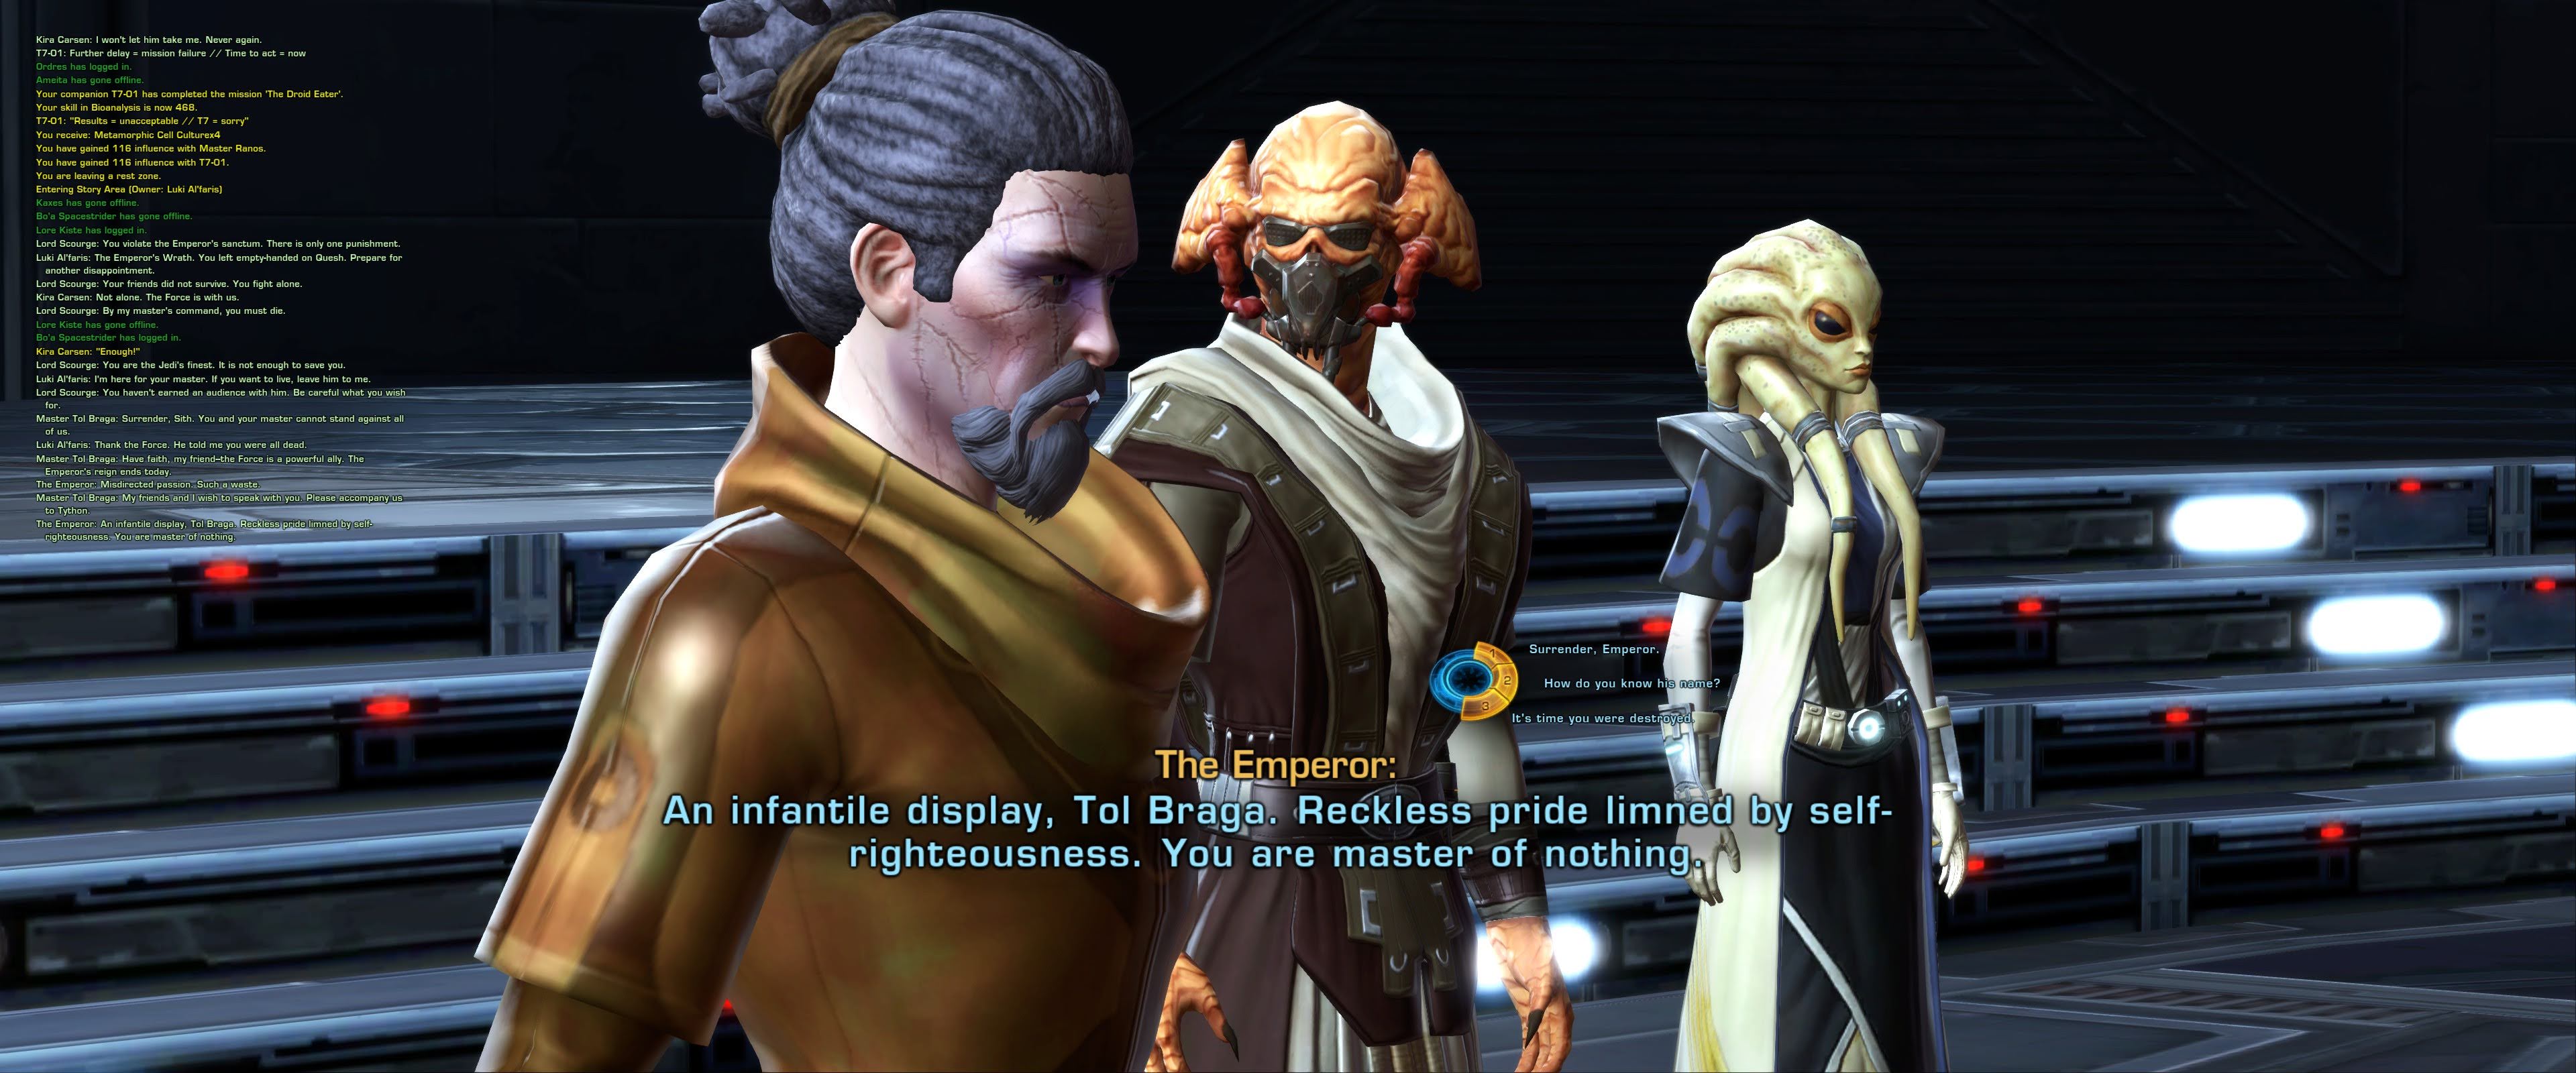 Kira Carsen: I won't let him take me. Never again.
T7-01: Further delay = mission failure // Time to act = now
Ordres has logged in.
Ameita has gone offline.
Your companion T7-01 has completed the mission 'The Droid Eater'.
Your skill in Bioanalysis is now 468.
T7-01: "Results = unacceptable // T7 = sorry"
You receive: Metamorphic Cell Culturex4
You have gained 116 influence with Master Ranos.
You have gained 116 influence with T7-01.
You are leaving a rest zone.
Entering Story Area (Owner: Luki Al'faris)
Kaxes has gone offline.
Bo'a Spacestrider has gone offline.
Lore Kiste has logged in.
Lord Scourge: You violate the Emperor's sanctum. There is only one punishment.
Luki Al'faris: The Emperor's Wrath. You left empty-handed on Quesh. Prepare for
another disappointment.
Lord Scourge: Your friends did not survive. You fight alone.
Kira Carsen: Not alone. The Force is with us.
Lord Scourge: By my master's command, you must die.
Lore Kiste has gone offline.
Bo'a Spacestrider has logged in.
Kira Carsen: "Enough!"
Lord Scourge: You are the Jedi's finest. It is not enough to save you.
Luki Al'faris: I'm here for your master. If you want to live, leave him to me.
Lord Scourge: You haven't earned an audience with him. Be careful what you wish
for.
Master Tol Braga: Surrender, Sith. You and your master cannot stand against all
of us.
Luki Al'faris: Thank the Force. He told me you were all dead.
Master Tol Braga: Have faith, my friend—the Force is a powerful ally. The
Emperor's reign ends today.
The Emperor: Misdirected passion. Such a waste.
Master Tol Braga: My friends and I wish to speak with you. Please accompany us
to Tython.
The Emperor: An infantile display, Tol Braga. Reckless pride limned by self-
righteousness. You are master of nothing.
1
Surrender, Emperor.
2
How do you know his name?
3
It's time you were destroyed.
The Emperor:
An infantile display, Tol Braga. Reckless pride limned by self-
righteousness. You are master of nothing.